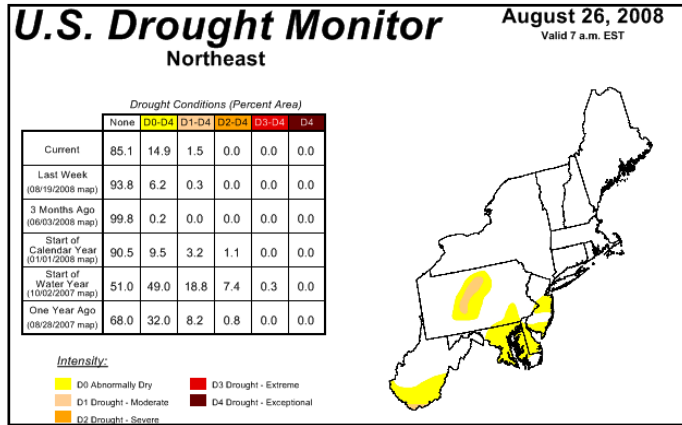 U.S. Drought Monitor
August 26, 2008
Valid 7 a.m. EST
Northeast
Drought Conditions (Percent Area)
None D0-D4 D1-D4 D2-D4 D3-D4 D4
Current 85.1 14.9 1.5 0.0 0.0 0.0
Last Week
(08/19/2008 map) 93.8 6.2 0.3 0.0 0.0 0.0
3 Months Ago
(06/03/2008 map) 99.8 0.2 0.0 0.0 0.0 0.0
Start of
Calendar Year
(01/01/2008 map) 90.5 9.5 3.2 1.1 0.0 0.0
Start of
Water Year
(10/02/2007 map) 51.0 49.0 18.8 7.4 0.3 0.0
One Year Ago
(08/28/2007 map) 68.0 32.0 8.2 0.8 0.0 0.0
Intensity:
D0 Abnormally Dry
D1 Drought - Moderate
D2 Drought - Severe
D3 Drought - Extreme
D4 Drought - Exceptional